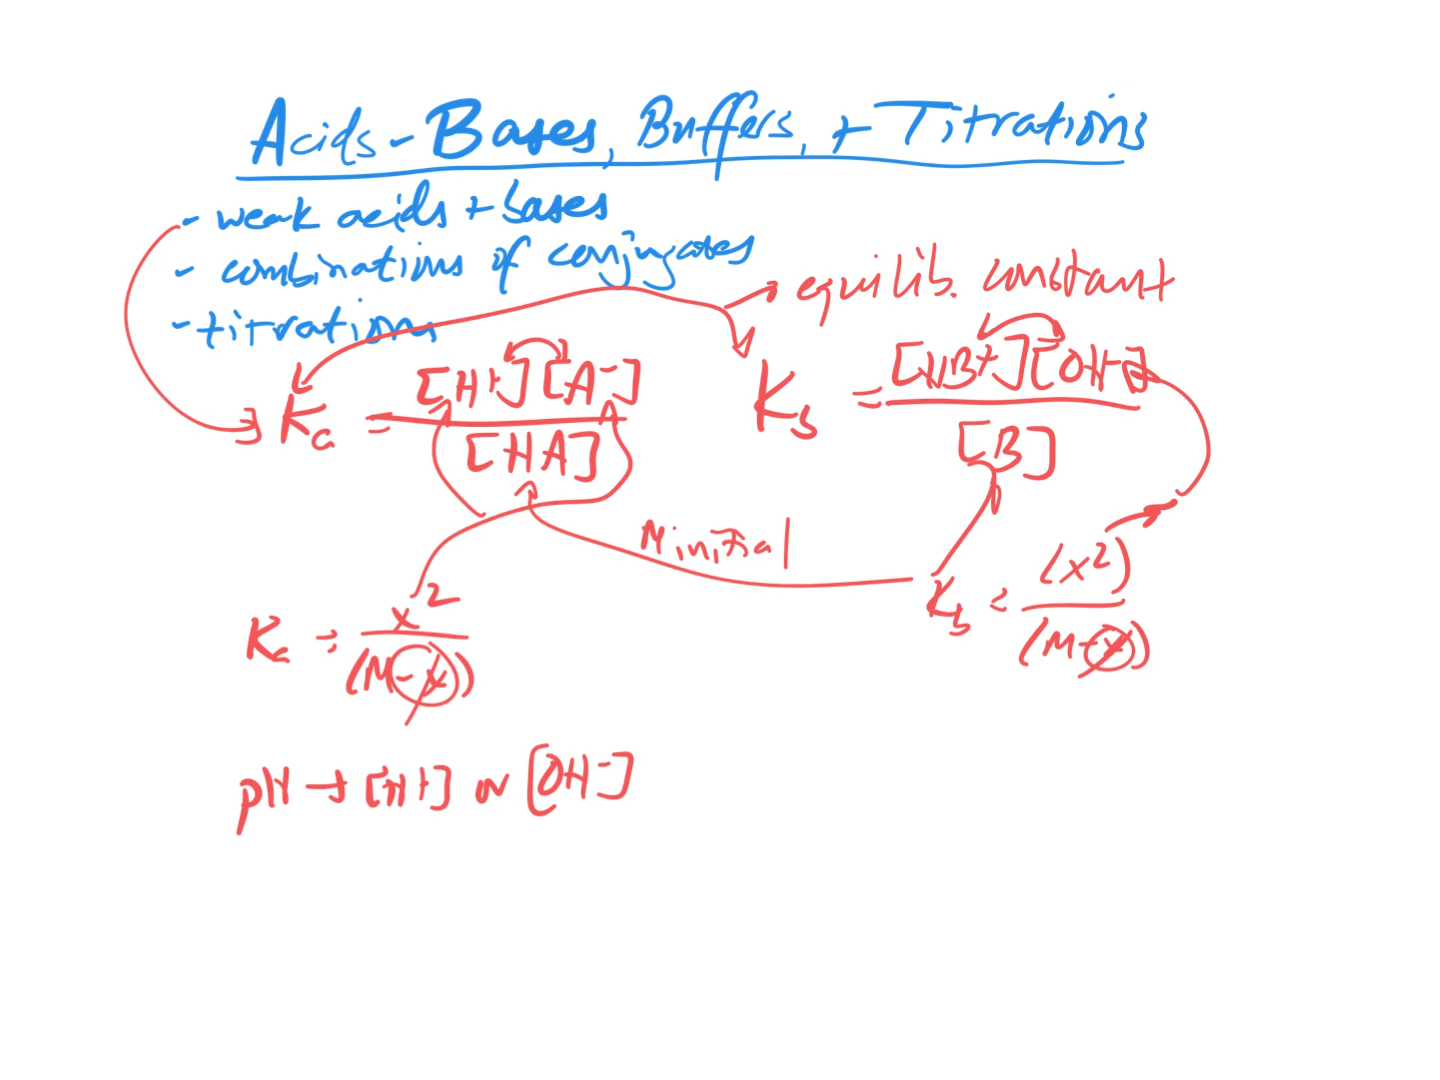 Acids - Bases, Buffers, + Titrations
- weak acids + bases
- combinations of conjugates
- titrations
→ equilib. constant
Ka = [H+][A-] / [HA]
Kb = [HB+][OH-] / [B]
Minitial
Ka = x² / (M-x)
Kb = (x²) / (M-x)
pH → [H+] or [OH-]